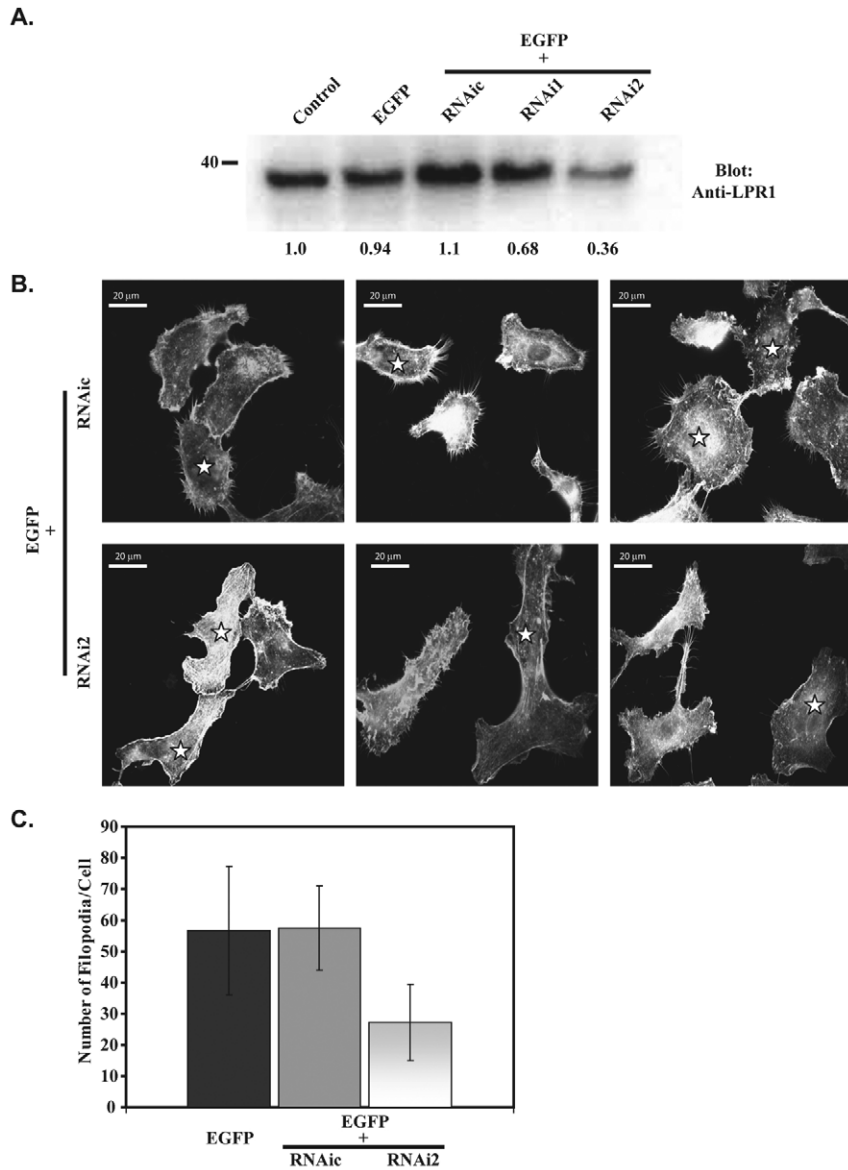 A.
EGFP
+
Control EGFP RNAic RNAi1 RNAi2
40
Blot:
Anti-LPR1
1.0 0.94 1.1 0.68 0.36
B.
20 µm 20 µm 20 µm
RNAic
EGFP
+
20 µm 20 µm 20 µm
RNAi2
C.
90
80
70
60
50
40
30
20
10
0
Number of Filopodia/Cell
EGFP
EGFP
+
RNAic RNAi2